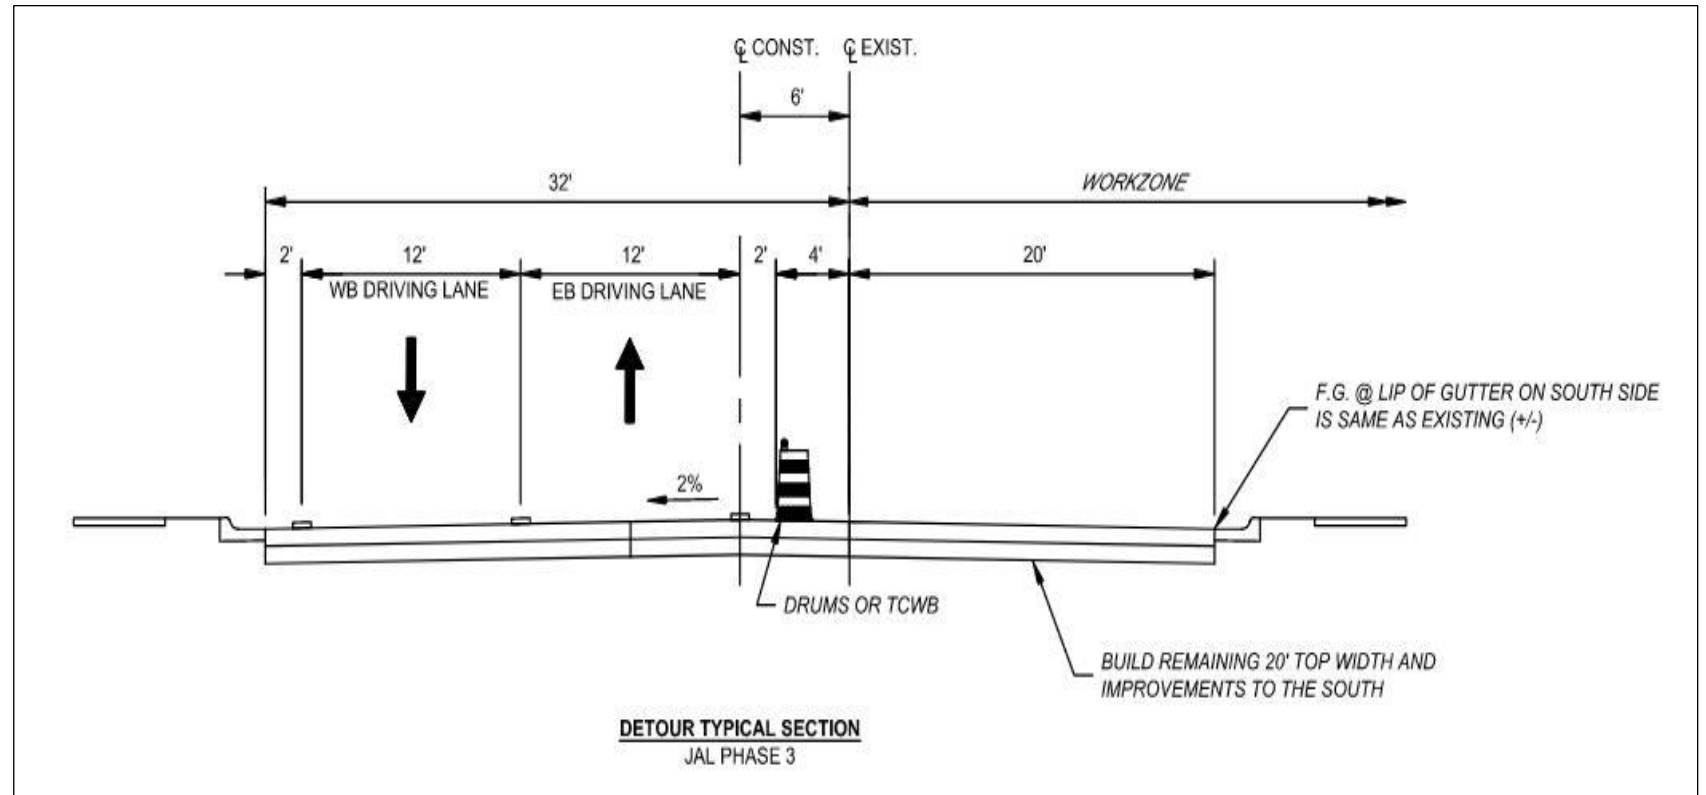 ℄ CONST.
℄ EXIST.
6'
32'
WORKZONE
2'
12'
12'
2'
4'
20'
WB DRIVING LANE
EB DRIVING LANE
F.G. @ LIP OF GUTTER ON SOUTH SIDE
IS SAME AS EXISTING (+/-)
2%
DRUMS OR TCWB
BUILD REMAINING 20' TOP WIDTH AND
IMPROVEMENTS TO THE SOUTH
DETOUR TYPICAL SECTION
JAL PHASE 3